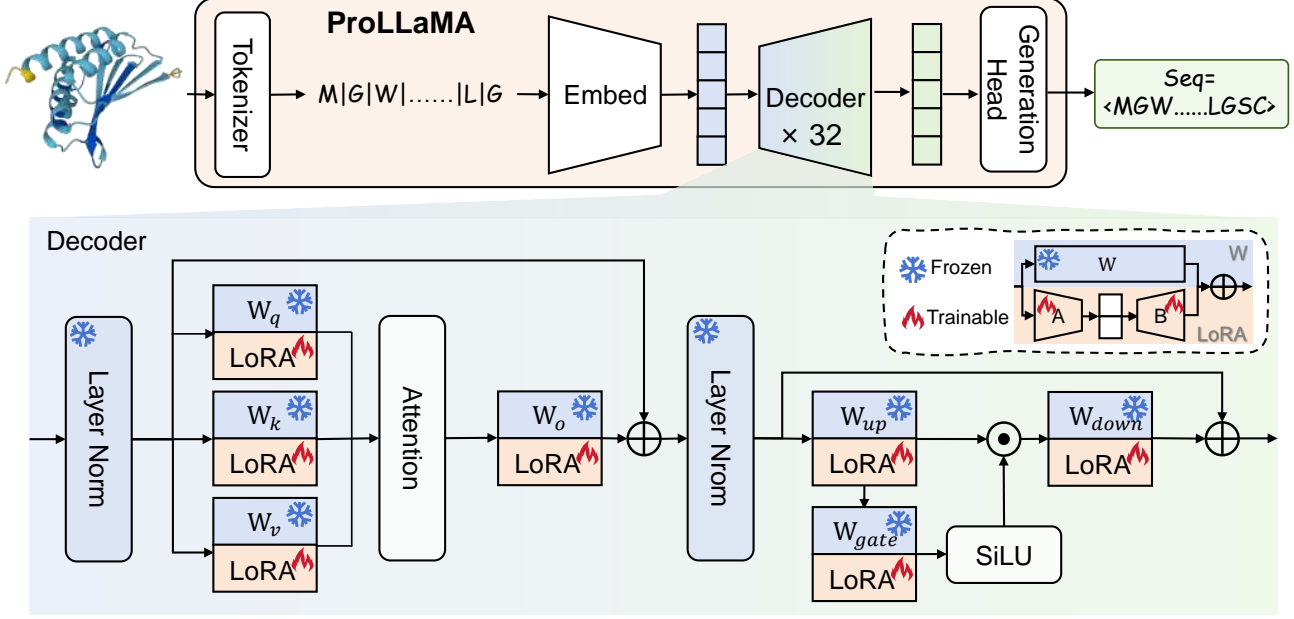 ProLLaMA
Tokenizer
M|G|W|......|L|G
Embed
Decoder
× 32
Generation
Head
Seq=
<MGW......LGSC>
Decoder
Frozen
Trainable
W
W
A
B
LoRA
Layer Norm
W_q
LoRA
W_k
LoRA
W_v
LoRA
Attention
W_o
LoRA
Layer Nrom
W_up
LoRA
W_gate
LoRA
SiLU
W_down
LoRA